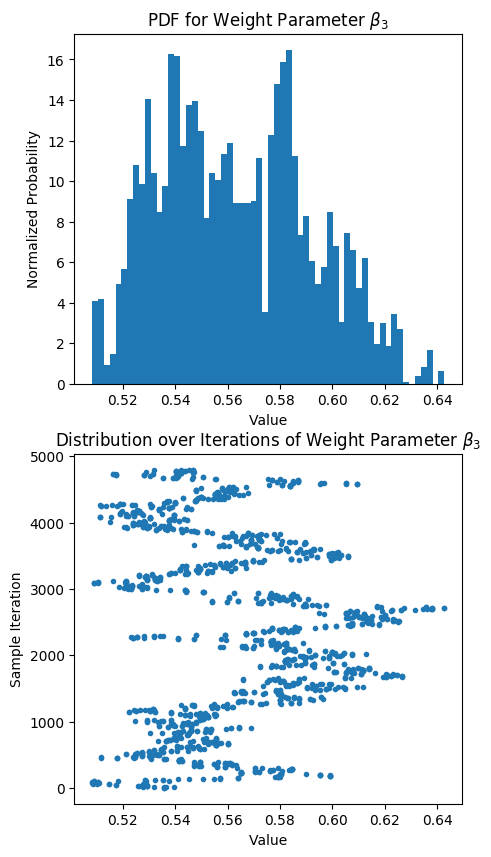 PDF for Weight Parameter β₃
Normalized Probability
16
14
12
10
8
6
4
2
0
0.52 0.54 0.56 0.58 0.60 0.62 0.64
Value
Distribution over Iterations of Weight Parameter β₃
Sample Iteration
5000
4000
3000
2000
1000
0
0.52 0.54 0.56 0.58 0.60 0.62 0.64
Value